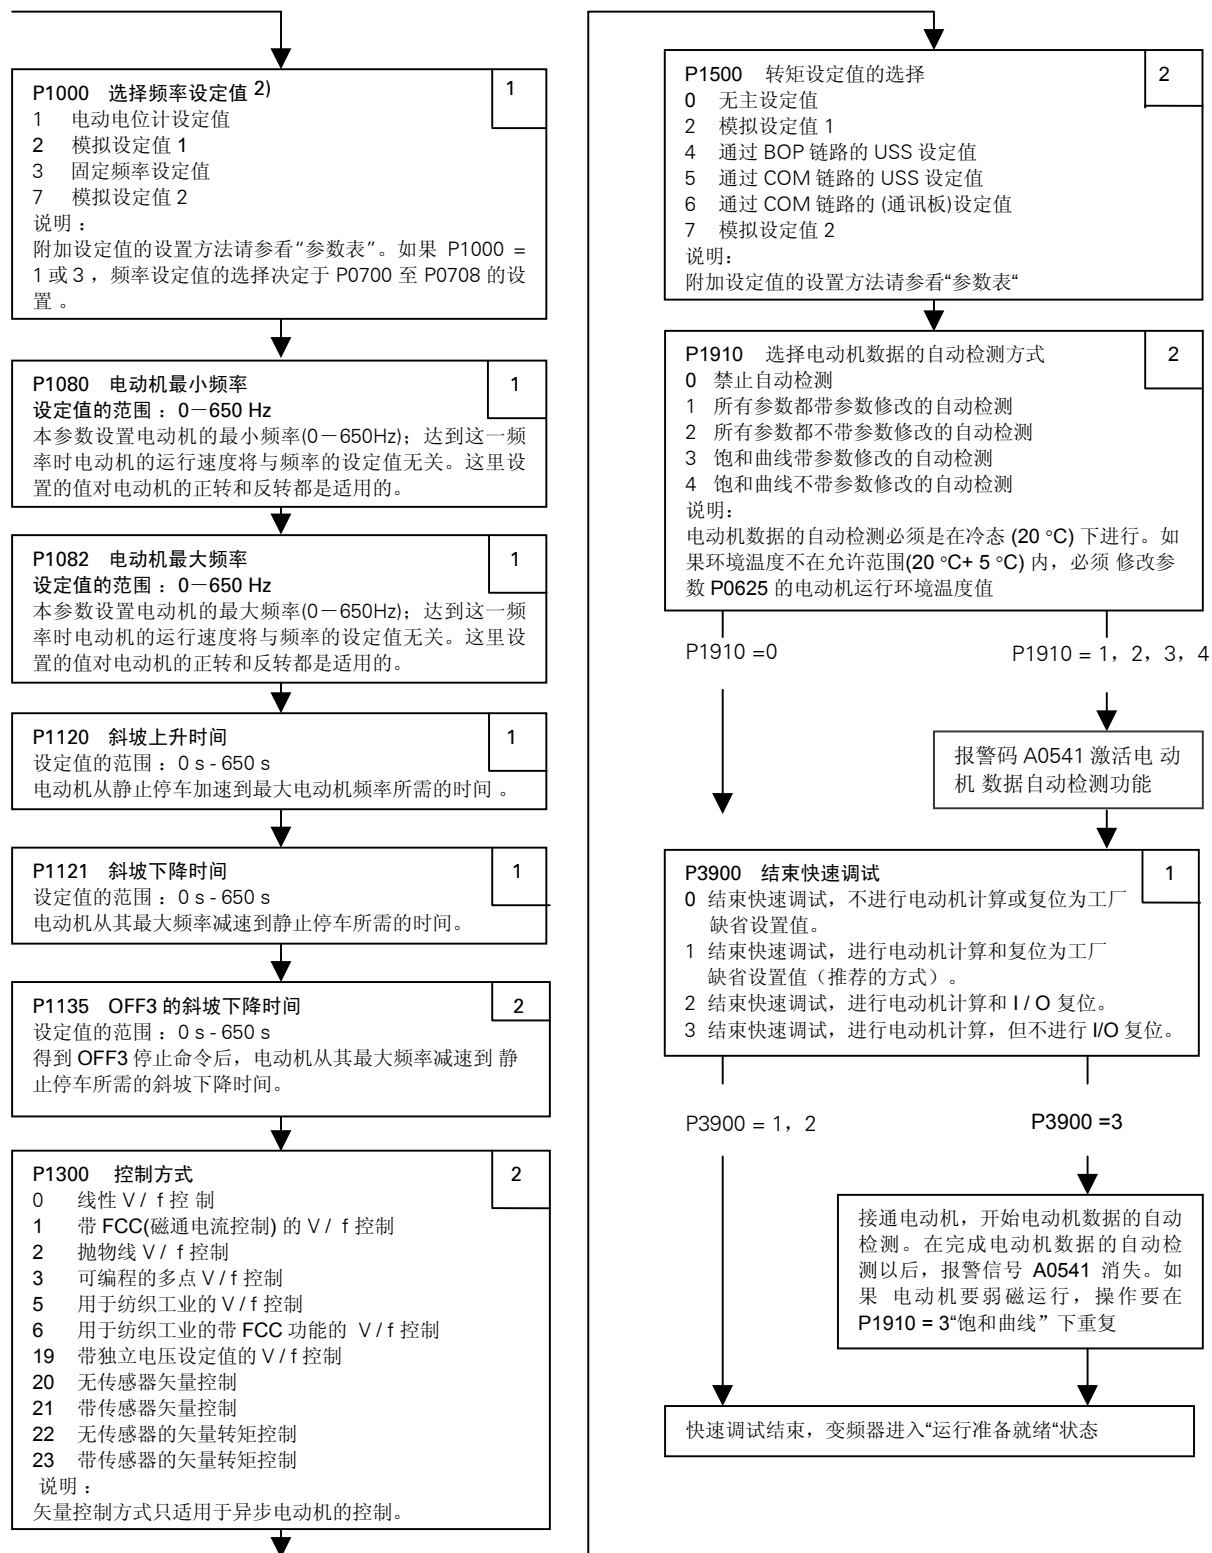 P1000 选择频率设定值 2)
1
1 电动电位计设定值
2 模拟设定值 1
3 固定频率设定值
7 模拟设定值 2
说明：
附加设定值的设置方法请参看“参数表”。如果 P1000 =
1 或 3，频率设定值的选择决定于 P0700 至 P0708 的设
置。
P1080 电动机最小频率
1
设定值的范围：0－650 Hz
本参数设置电动机的最小频率(0－650Hz)；达到这一频
率时电动机的运行速度将与频率的设定值无关。这里设
置的值对电动机的正转和反转都是适用的。
P1082 电动机最大频率
1
设定值的范围：0－650 Hz
本参数设置电动机的最大频率(0－650Hz)；达到这一频
率时电动机的运行速度将与频率的设定值无关。这里设
置的值对电动机的正转和反转都是适用的。
P1120 斜坡上升时间
1
设定值的范围：0 s - 650 s
电动机从静止停车加速到最大电动机频率所需的时间。
P1121 斜坡下降时间
1
设定值的范围：0 s - 650 s
电动机从其最大频率减速到静止停车所需的时间。
P1135 OFF3 的斜坡下降时间
2
设定值的范围：0 s - 650 s
得到 OFF3 停止命令后，电动机从其最大频率减速到 静
止停车所需的斜坡下降时间。
P1300 控制方式
2
0 线性 V / f 控 制
1 带 FCC(磁通电流控制) 的 V / f 控制
2 抛物线 V / f 控制
3 可编程的多点 V / f 控制
5 用于纺织工业的 V / f 控制
6 用于纺织工业的带 FCC 功能的 V / f 控制
19 带独立电压设定值的 V / f 控制
20 无传感器矢量控制
21 带传感器矢量控制
22 无传感器的矢量转矩控制
23 带传感器的矢量转矩控制
说明：
矢量控制方式只适用于异步电动机的控制。
P1500 转矩设定值的选择
2
0 无主设定值
2 模拟设定值 1
4 通过 BOP 链路的 USS 设定值
5 通过 COM 链路的 USS 设定值
6 通过 COM 链路的 (通讯板)设定值
7 模拟设定值 2
说明：
附加设定值的设置方法请参看“参数表“
P1910 选择电动机数据的自动检测方式
2
0 禁止自动检测
1 所有参数都带参数修改的自动检测
2 所有参数都不带参数修改的自动检测
3 饱和曲线带参数修改的自动检测
4 饱和曲线不带参数修改的自动检测
说明：
电动机数据的自动检测必须是在冷态 (20 °C) 下进行。如
果环境温度不在允许范围(20 °C+ 5 °C) 内，必须 修改参
数 P0625 的电动机运行环境温度值
P1910 =0
P1910 = 1，2，3，4
报警码 A0541 激活电 动
机 数据自动检测功能
P3900 结束快速调试
1
0 结束快速调试，不进行电动机计算或复位为工厂
缺省设置值。
1 结束快速调试，进行电动机计算和复位为工厂
缺省设置值（推荐的方式）。
2 结束快速调试，进行电动机计算和 I / O 复位。
3 结束快速调试，进行电动机计算，但不进行 I/O 复位。
P3900 = 1，2
P3900 =3
接通电动机，开始电动机数据的自动
检测。在完成电动机数据的自动检
测以后，报警信号 A0541 消失。如
果 电动机要弱磁运行，操作要在
P1910 = 3“饱和曲线”下重复
快速调试结束，变频器进入“运行准备就绪“状态